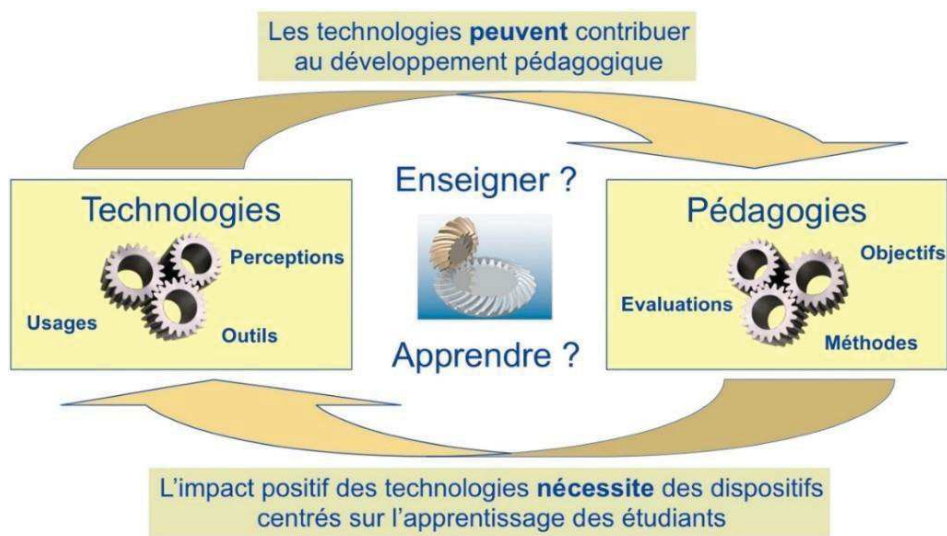 Les technologies peuvent contribuer
au développement pédagogique
Enseigner ?
Technologies
Pédagogies
Perceptions
Objectifs
Usages
Evaluations
Outils
Méthodes
Apprendre ?
L'impact positif des technologies nécessite des dispositifs
centrés sur l'apprentissage des étudiants